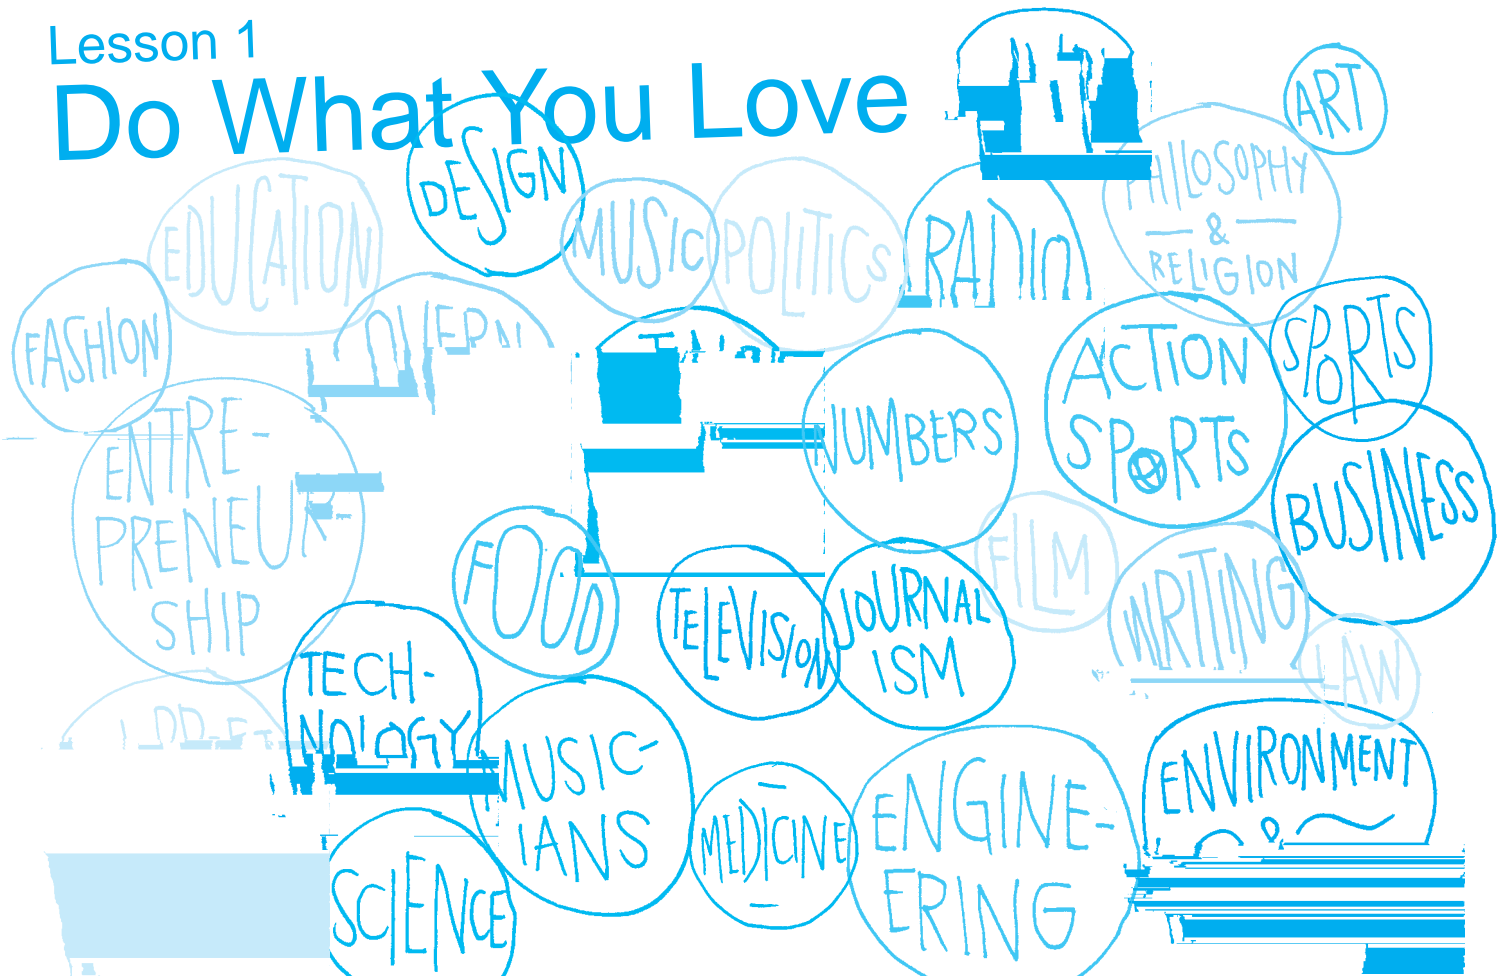 Lesson 1
Do What You Love
ART
DESIGN
PHILOSOPHY
&
RELIGION
EDUCATION
MUSIC
POLITICS
RADIO
FASHION
SPORTS
ACTION
SPORTS
NUMBERS
ENTRE-
PRENEUR
SHIP
BUSINESS
FOOD
FILM
WRITING
TELEVISION
JOURNAL
ISM
LAW
TECH-
NOLOGY
MUSIC-
IANS
ENVIRONMENT
MEDICINE
ENGINE-
ERING
SCIENCE